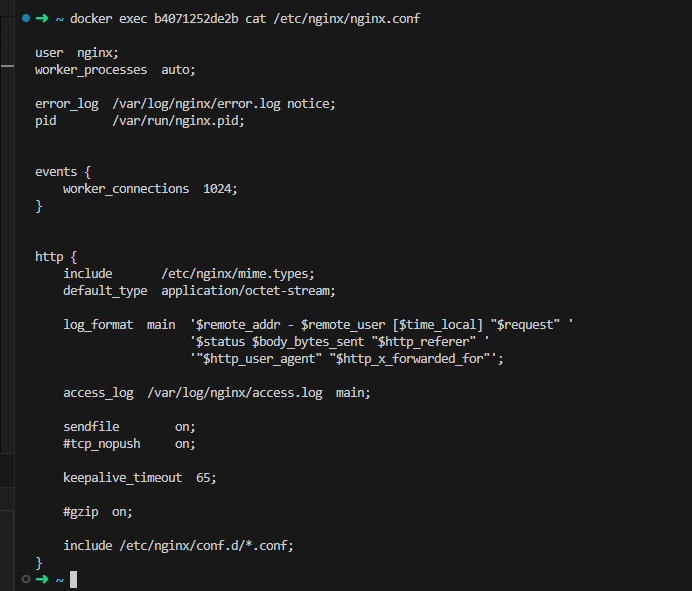 ➜ ~ docker exec b4071252de2b cat /etc/nginx/nginx.conf
user  nginx;
worker_processes  auto;
error_log  /var/log/nginx/error.log notice;
pid        /var/run/nginx.pid;
events {
    worker_connections  1024;
}
http {
    include       /etc/nginx/mime.types;
    default_type  application/octet-stream;
    log_format  main  '$remote_addr - $remote_user [$time_local] "$request" '
                      '$status $body_bytes_sent "$http_referer" '
                      '"$http_user_agent" "$http_x_forwarded_for"';
    access_log  /var/log/nginx/access.log  main;
    sendfile        on;
    #tcp_nopush     on;
    keepalive_timeout  65;
    #gzip  on;
    include /etc/nginx/conf.d/*.conf;
}
➜ ~